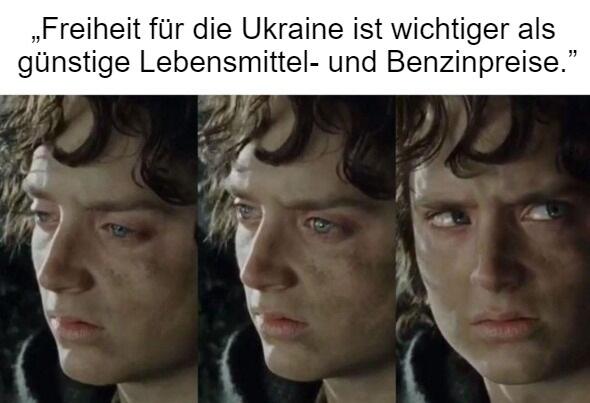 „Freiheit für die Ukraine ist wichtiger als
günstige Lebensmittel- und Benzinpreise.”